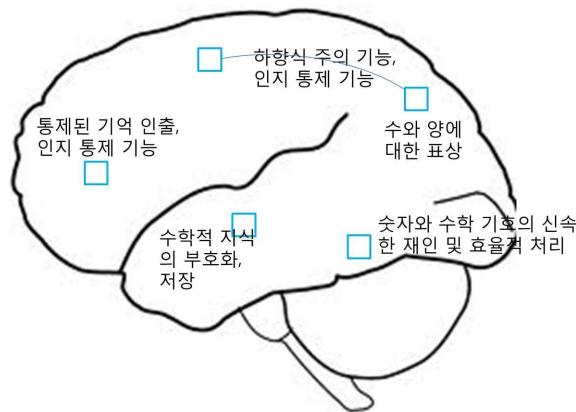 하향식 주의 기능,
인지 통제 기능
통제된 기억 인출,
인지 통제 기능
수와 양에
대한 표상
수학적 지식
의 부호화,
저장
숫자와 수학 기호의 신속
한 재인 및 효율적 처리